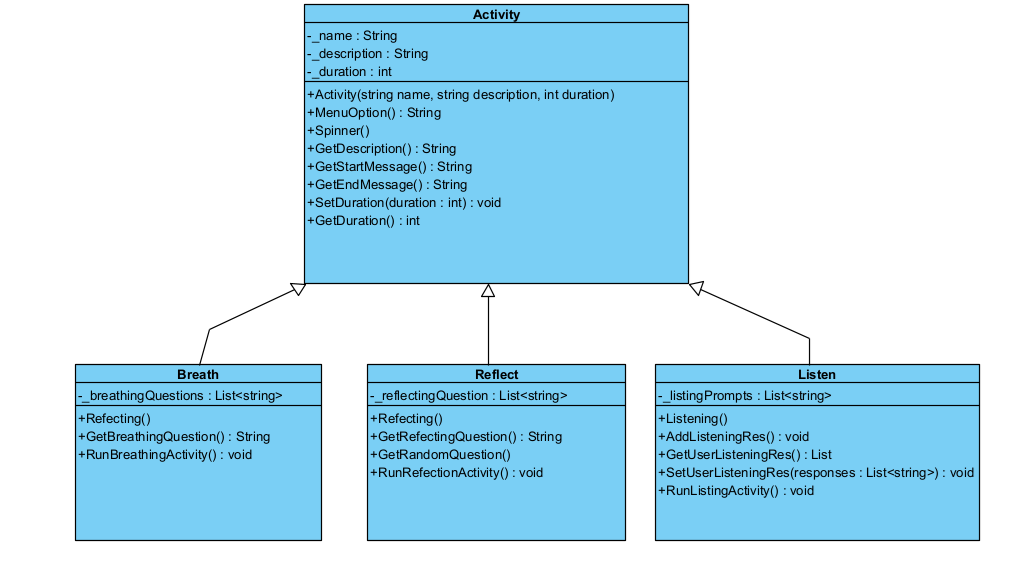 Activity
-_name : String
-_description : String
-_duration : int
+Activity(string name, string description, int duration)
+MenuOption() : String
+Spinner()
+GetDescription() : String
+GetStartMessage() : String
+GetEndMessage() : String
+SetDuration(duration : int) : void
+GetDuration() : int
Breath
-_breathingQuestions : List<string>
+Refecting()
+GetBreathingQuestion() : String
+RunBreathingActivity() : void
Reflect
-_reflectingQuestion : List<string>
+Refecting()
+GetRefectingQuestion() : String
+GetRandomQuestion()
+RunRefectionActivity() : void
Listen
-_listingPrompts : List<string>
+Listening()
+AddListeningRes() : void
+GetUserListeningRes() : List
+SetUserListeningRes(responses : List<string>) : void
+RunListingActivity() : void